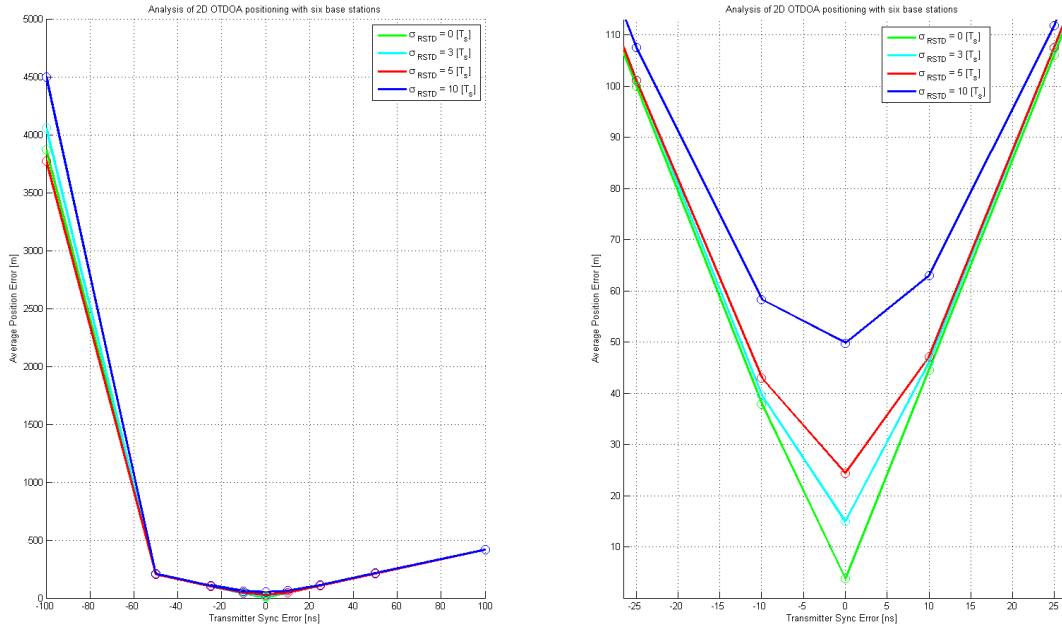 Analysis of 2D OTDOA positioning with six base stations
σ RSTD = 0 [Ts]
σ RSTD = 3 [Ts]
σ RSTD = 5 [Ts]
σ RSTD = 10 [Ts]
5000
4500
4000
3500
3000
2500
2000
1500
1000
500
0
Average Position Error [m]
-100 -80 -60 -40 -20 0 20 40 60 80 100
Transmitter Sync Error [ns]
Analysis of 2D OTDOA positioning with six base stations
σ RSTD = 0 [Ts]
σ RSTD = 3 [Ts]
σ RSTD = 5 [Ts]
σ RSTD = 10 [Ts]
110
100
90
80
70
60
50
40
30
20
10
Average Position Error [m]
-25 -20 -15 -10 -5 0 5 10 15 20 25
Transmitter Sync Error [ns]